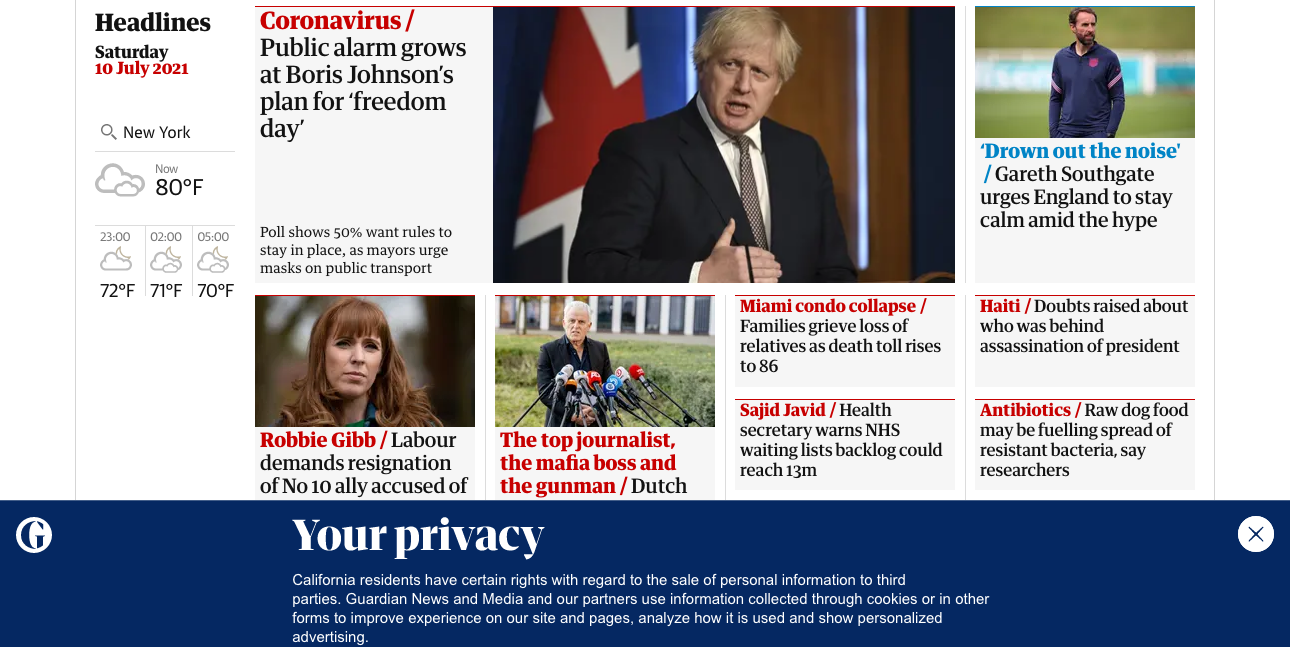 Headlines
Saturday
10 July 2021
New York
Now
80°F
23:00
02:00
05:00
72°F
71°F
70°F
Coronavirus /
Public alarm grows
at Boris Johnson’s
plan for ‘freedom
day’
Poll shows 50% want rules to
stay in place, as mayors urge
masks on public transport
‘Drown out the noise'
/ Gareth Southgate
urges England to stay
calm amid the hype
Robbie Gibb / Labour
demands resignation
of No 10 ally accused of
The top journalist,
the mafia boss and
the gunman / Dutch
Miami condo collapse /
Families grieve loss of
relatives as death toll rises
to 86
Haiti / Doubts raised about
who was behind
assassination of president
Sajid Javid / Health
secretary warns NHS
waiting lists backlog could
reach 13m
Antibiotics / Raw dog food
may be fuelling spread of
resistant bacteria, say
researchers
Your privacy
California residents have certain rights with regard to the sale of personal information to third
parties. Guardian News and Media and our partners use information collected through cookies or in other
forms to improve experience on our site and pages, analyze how it is used and show personalized
advertising.